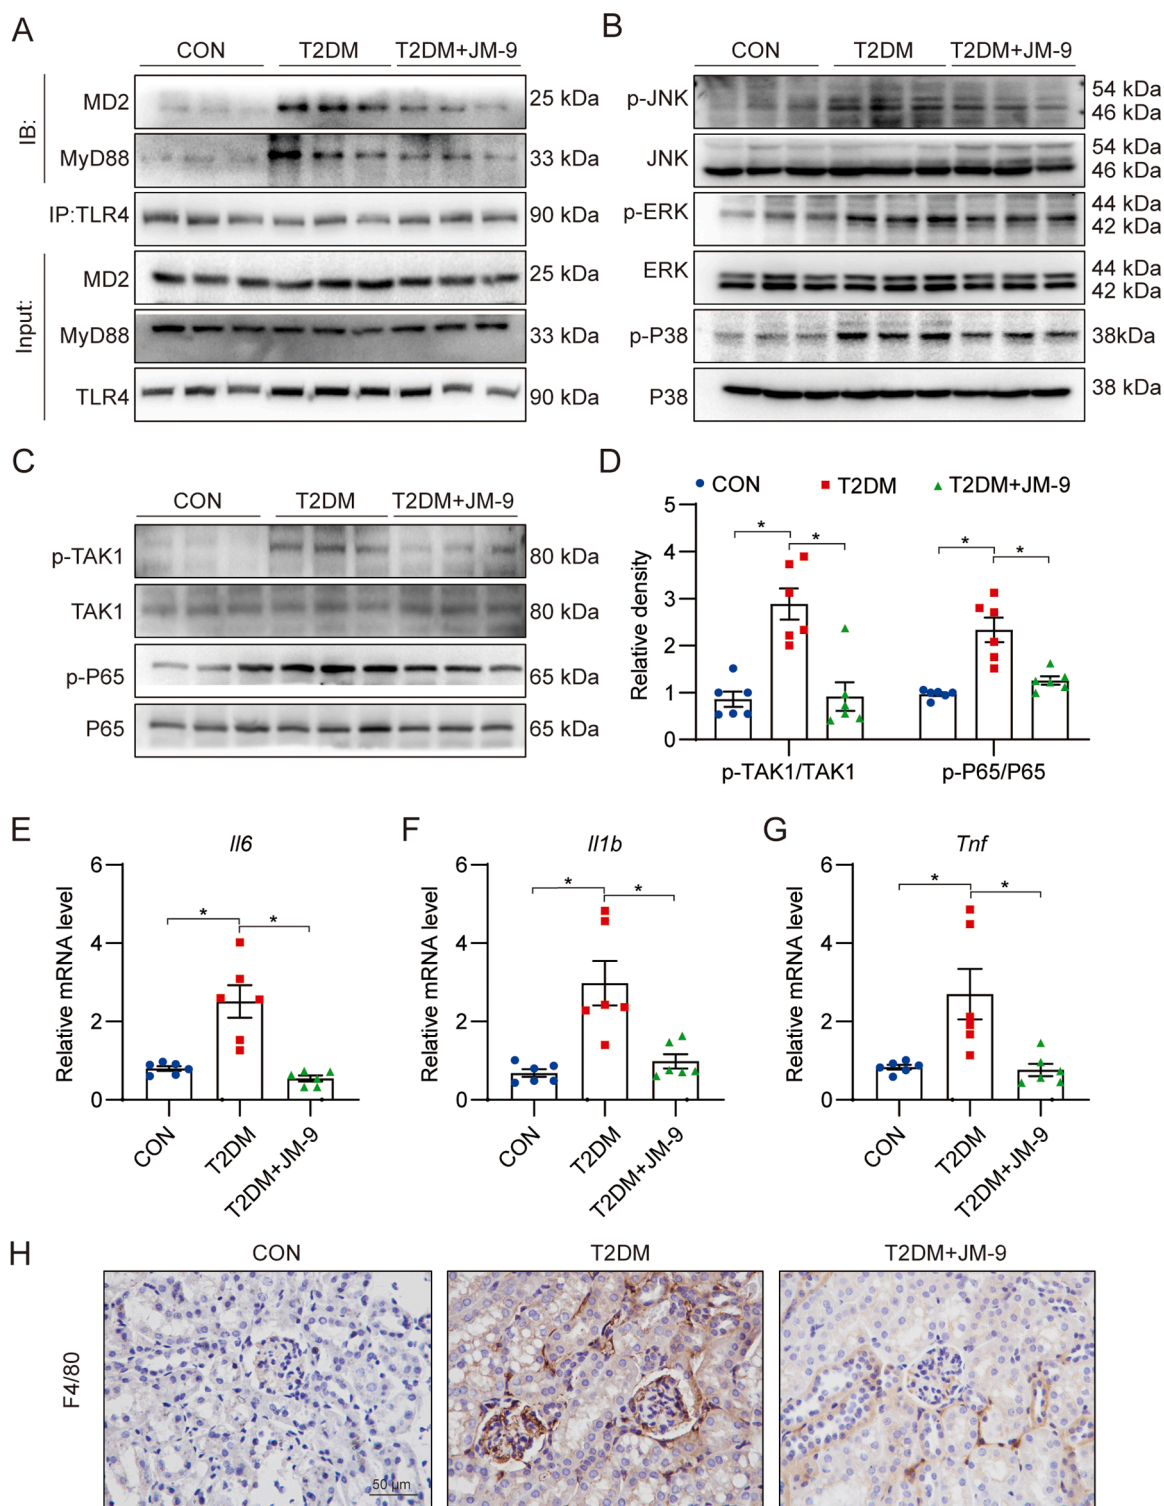 A
CON T2DM T2DM+JM-9
IB:
MD2 25 kDa
MyD88 33 kDa
IP:TLR4 90 kDa
Input:
MD2 25 kDa
MyD88 33 kDa
TLR4 90 kDa
B
CON T2DM T2DM+JM-9
p-JNK 54 kDa
46 kDa
JNK 54 kDa
46 kDa
p-ERK 44 kDa
42 kDa
ERK 44 kDa
42 kDa
p-P38 38kDa
P38 38 kDa
C
CON T2DM T2DM+JM-9
p-TAK1 80 kDa
TAK1 80 kDa
p-P65 65 kDa
P65 65 kDa
D
CON T2DM T2DM+JM-9
Relative density
5
4
3
2
1
0
* * * *
p-TAK1/TAK1 p-P65/P65
E
Il6
Relative mRNA level
6
4
2
0
* *
CON T2DM T2DM+JM-9
F
Il1b
Relative mRNA level
6
4
2
0
* *
CON T2DM T2DM+JM-9
G
Tnf
Relative mRNA level
6
4
2
0
* *
CON T2DM T2DM+JM-9
H
CON T2DM T2DM+JM-9
F4/80
50 μm